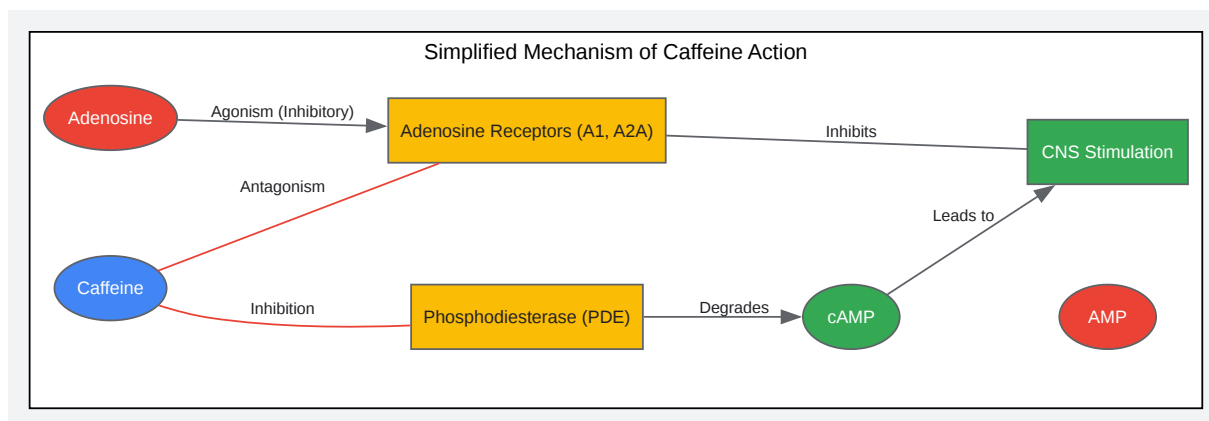 Simplified Mechanism of Caffeine Action
Adenosine
Agonism (Inhibitory)
Adenosine Receptors (A1, A2A)
Inhibits
CNS Stimulation
Antagonism
Leads to
Caffeine
Inhibition
Phosphodiesterase (PDE)
Degrades
cAMP
AMP